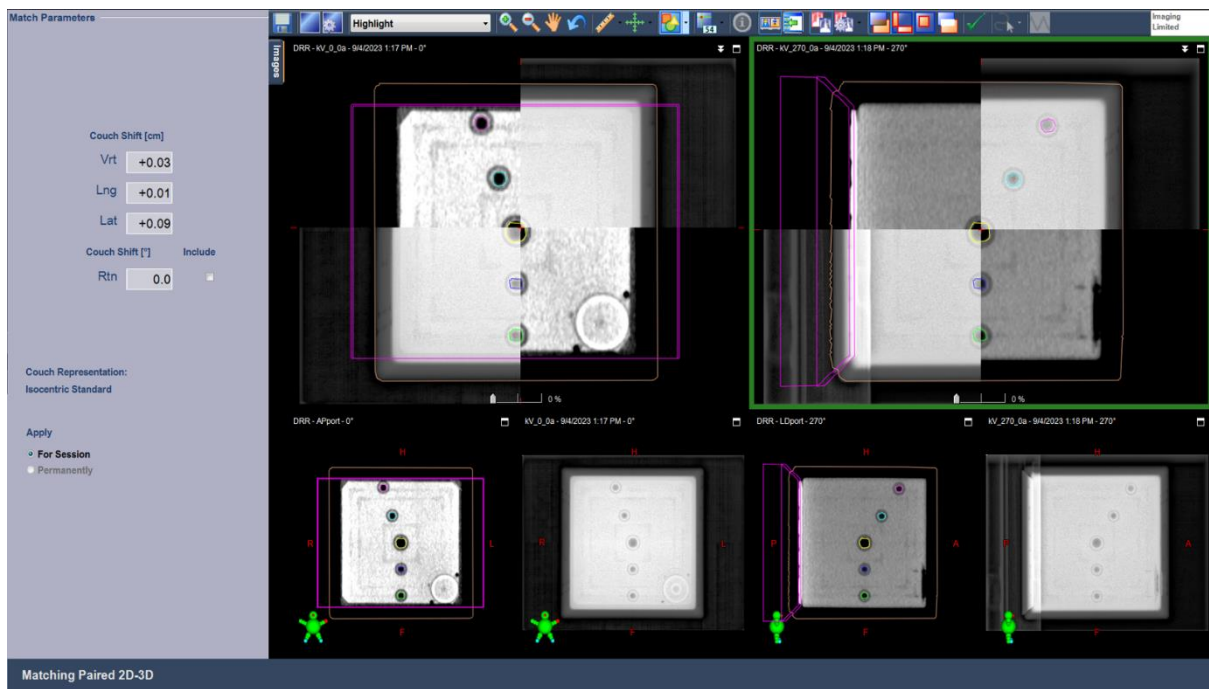 Match Parameters
Highlight
54
Imaging
Limited
Images
DRR - kV_0_0a - 9/4/2023 1:17 PM - 0°
DRR - kV_270_0a - 9/4/2023 1:18 PM - 270°
Couch Shift [cm]
Vrt +0.03
Lng +0.01
Lat +0.09
Couch Shift [°] Include
Rtn 0.0
Couch Representation:
Isocentric Standard
Apply
For Session
Permanently
0 %
0 %
DRR - APport - 0°
kV_0_0a - 9/4/2023 1:17 PM - 0°
DRR - LDport - 270°
kV_270_0a - 9/4/2023 1:18 PM - 270°
H
H
H
H
R
L
R
L
P
A
P
A
F
F
F
F
Matching Paired 2D-3D